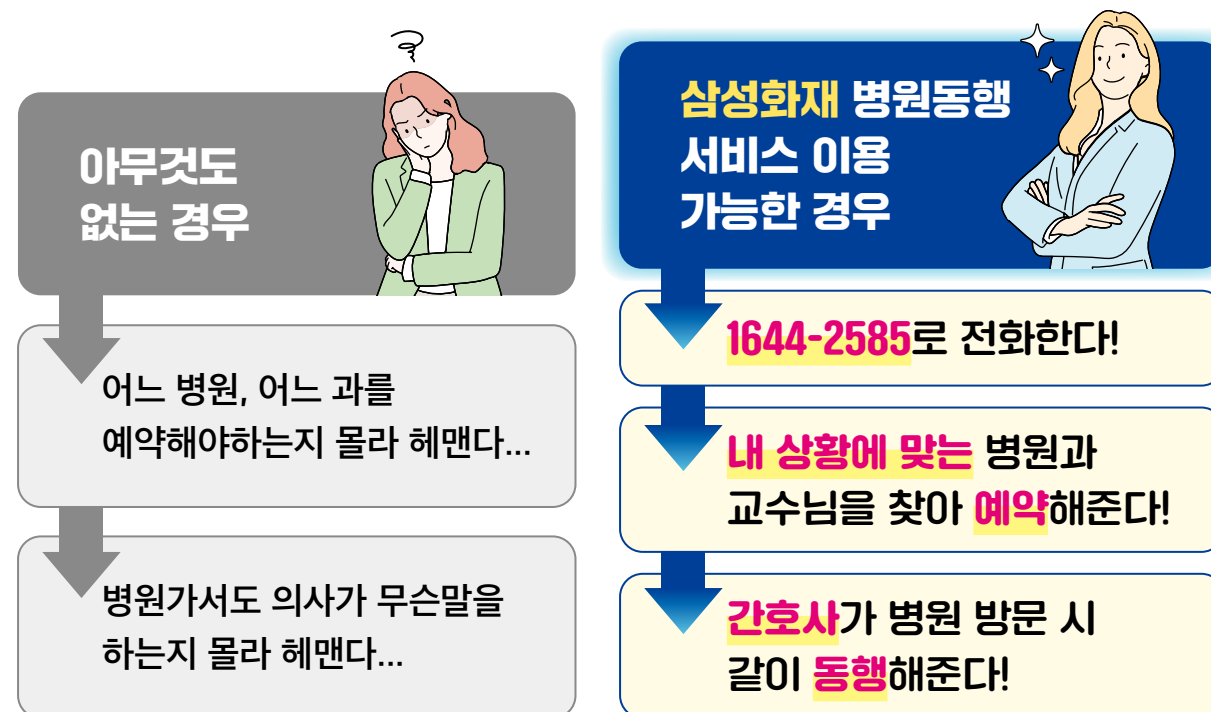 아무것도
없는 경우
어느 병원, 어느 과를
예약해야하는지 몰라 헤맨다...
병원가서도 의사가 무슨말을
하는지 몰라 헤맨다...
삼성화재 병원동행
서비스 이용
가능한 경우
1644-2585로 전화한다!
내 상황에 맞는 병원과
교수님을 찾아 예약해준다!
간호사가 병원 방문 시
같이 동행해준다!